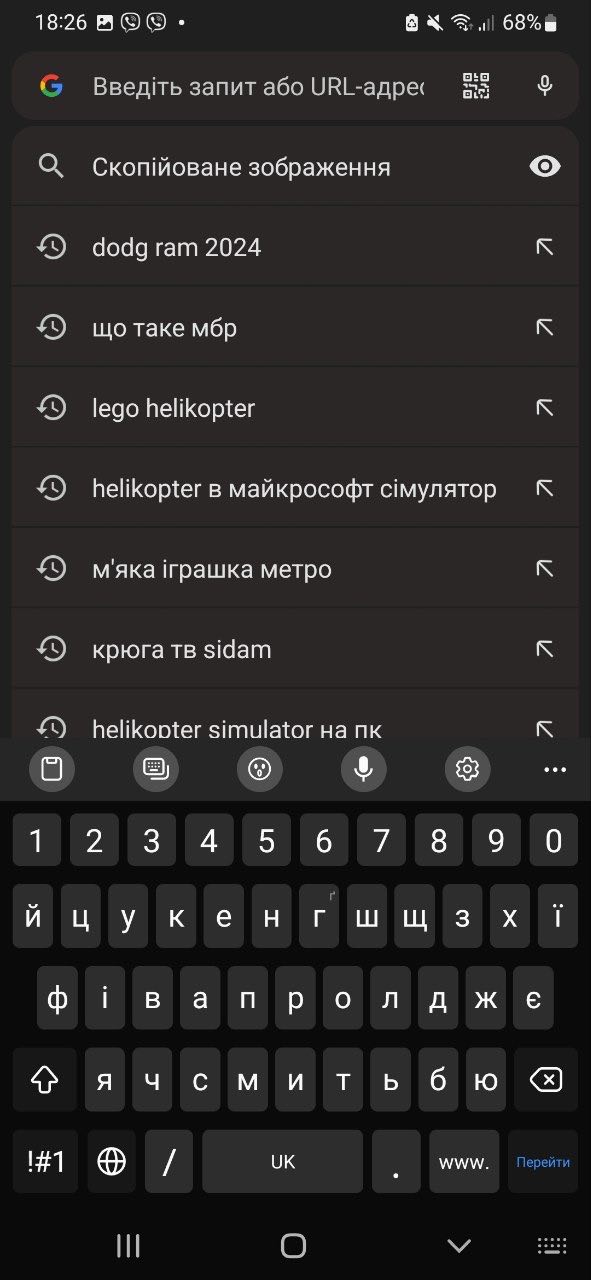 18:26
68%
Введіть запит або URL-адрес
Скопійоване зображення
dodg ram 2024
що таке мбр
lego helikopter
helikopter в майкрософт сімулятор
м'яка іграшка метро
крюга тв sidam
helikopter simulator на пк
1 2 3 4 5 6 7 8 9 0
й ц у к е н г ґ ш щ з х ї
ф і в а п р о л д ж є
я ч с м и т ь б ю
!#1 / UK . www. Перейти